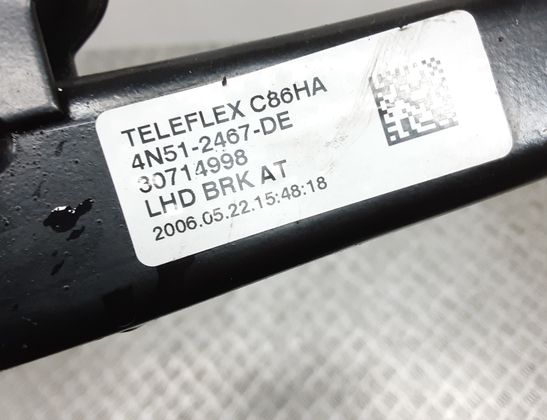 TELEFLEX C86HA
4N51-2467-DE
30714998
LHD BRK AT
2006.05.22.15:48:18